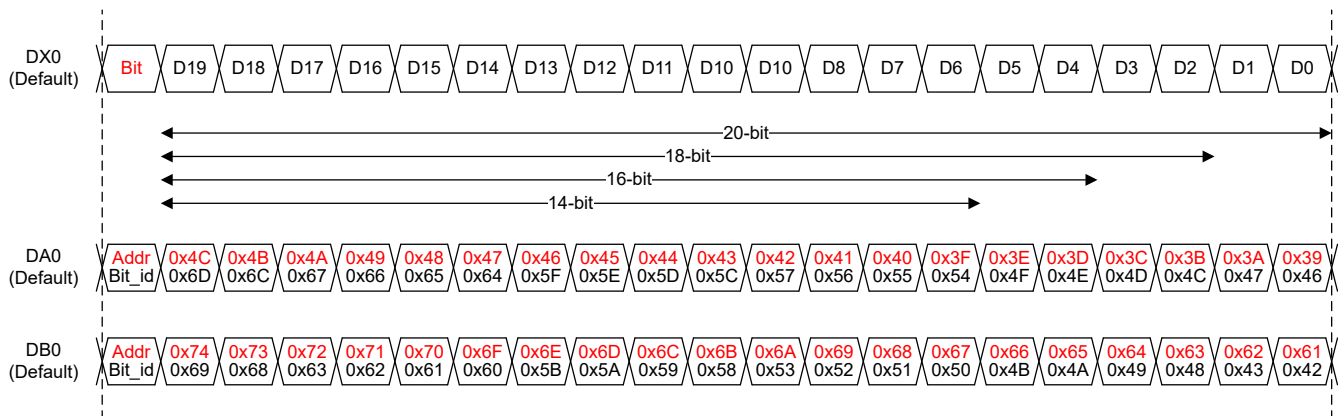 DX0 (Default) Bit D19 D18 D17 D16 D15 D14 D13 D12 D11 D10 D10 D8 D7 D6 D5 D4 D3 D2 D1 D0
20-bit
18-bit
16-bit
14-bit
DA0 Addr 0x4C 0x4B 0x4A 0x49 0x48 0x47 0x46 0x45 0x44 0x43 0x42 0x41 0x40 0x3F 0x3E 0x3D 0x3C 0x3B 0x3A 0x39
(Default) Bit_id 0x6D 0x6C 0x67 0x66 0x65 0x64 0x5F 0x5E 0x5D 0x5C 0x57 0x56 0x55 0x54 0x4F 0x4E 0x4D 0x4C 0x47 0x46
DB0 Addr 0x74 0x73 0x72 0x71 0x70 0x6F 0x6E 0x6D 0x6C 0x6B 0x6A 0x69 0x68 0x67 0x66 0x65 0x64 0x63 0x62 0x61
(Default) Bit_id 0x69 0x68 0x63 0x62 0x61 0x60 0x5B 0x5A 0x59 0x58 0x53 0x52 0x51 0x50 0x4B 0x4A 0x49 0x48 0x43 0x42